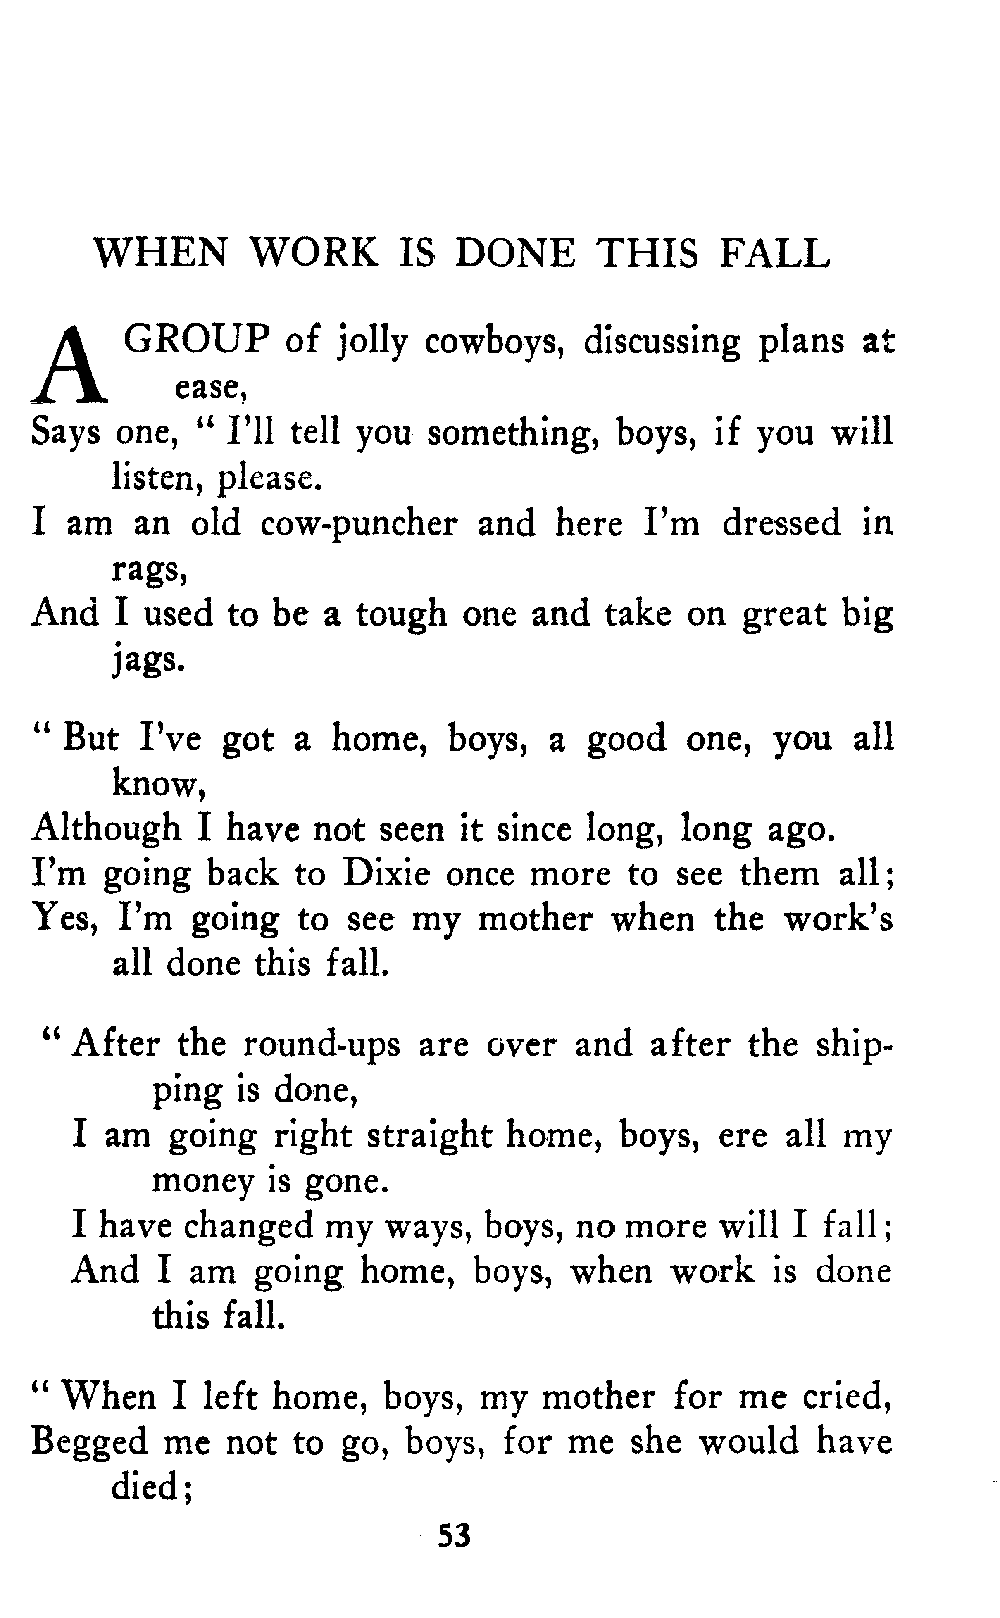 WHEN WORK IS DONE THIS FALL
A GROUP of jolly cowboys, discussing plans at
ease,
Says one, “ I’ll tell you something, boys, if you will
listen, please.
I am an old cow-puncher and here I’m dressed in
rags,
And I used to be a tough one and take on great big
jags.
“ But I’ve got a home, boys, a good one, you all
know,
Although I have not seen it since long, long ago.
I’m going back to Dixie once more to see them all;
Yes, I’m going to see my mother when the work’s
all done this fall.
“ After the round-ups are over and after the ship-
ping is done,
I am going right straight home, boys, ere all my
money is gone.
I have changed my ways, boys, no more will I fall;
And I am going home, boys, when work is done
this fall.
“ When I left home, boys, my mother for me cried,
Begged me not to go, boys, for me she would have
died;
53